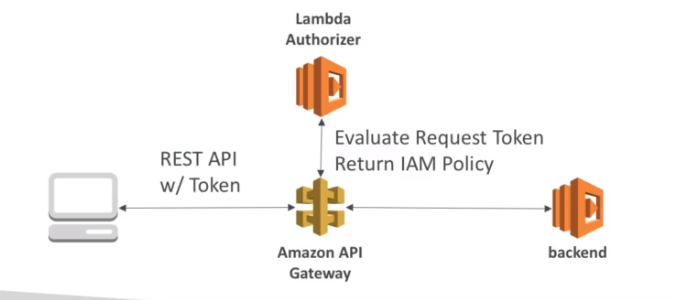 Lambda
Authorizer
Evaluate Request Token
Return IAM Policy
REST API
w/ Token
Amazon API
Gateway
backend